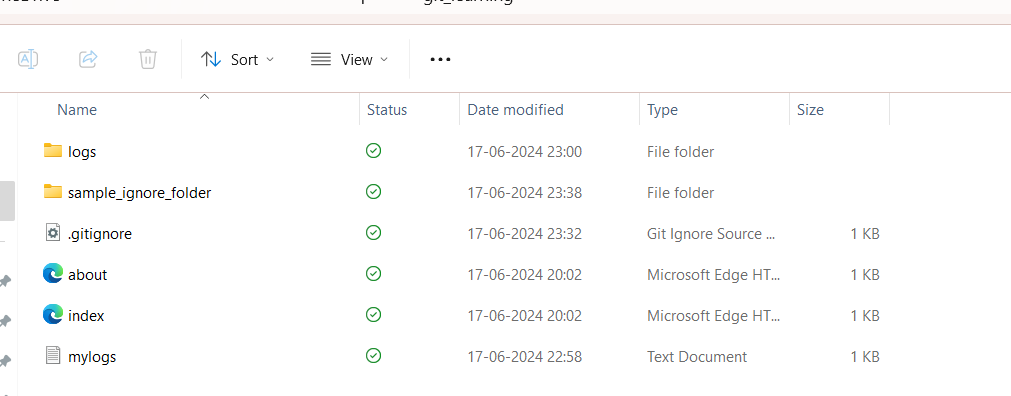 git_learning
Sort
View
Name Status Date modified Type Size
logs 17-06-2024 23:00 File folder
sample_ignore_folder 17-06-2024 23:38 File folder
.gitignore 17-06-2024 23:32 Git Ignore Source ... 1 KB
about 17-06-2024 20:02 Microsoft Edge HT... 1 KB
index 17-06-2024 20:02 Microsoft Edge HT... 1 KB
mylogs 17-06-2024 22:58 Text Document 1 KB